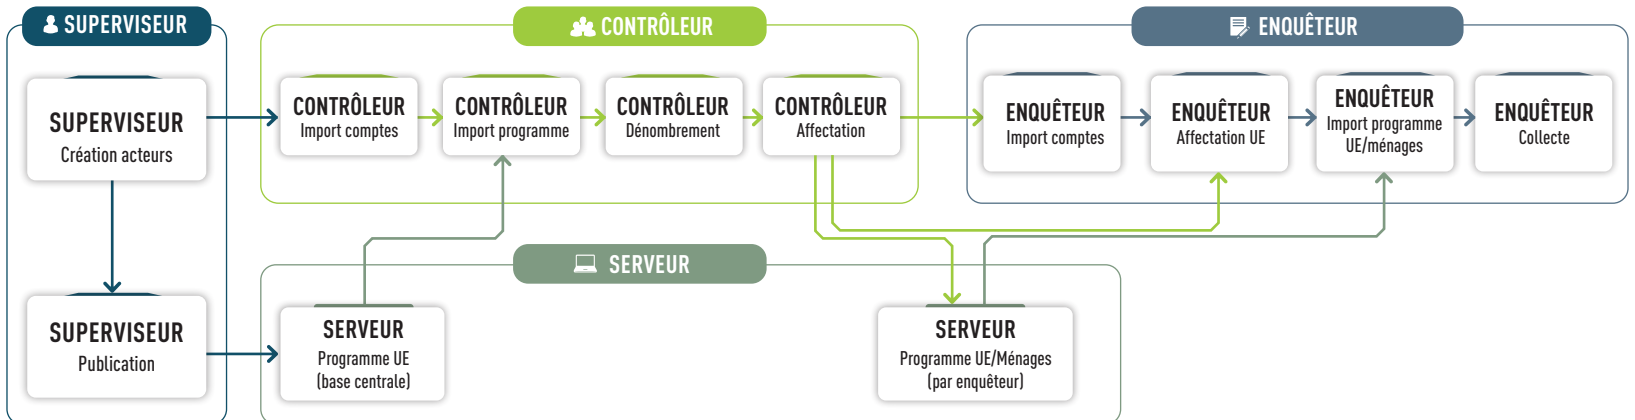 SUPERVISEUR
SUPERVISEUR
Création acteurs
SUPERVISEUR
Publication
CONTRÔLEUR
CONTRÔLEUR
Import comptes
CONTRÔLEUR
Import programme
CONTRÔLEUR
Dénombrement
CONTRÔLEUR
Affectation
ENQUÊTEUR
ENQUÊTEUR
Import comptes
ENQUÊTEUR
Affectation UE
ENQUÊTEUR
Import programme
UE/ménages
ENQUÊTEUR
Collecte
SERVEUR
SERVEUR
Programme UE
(base centrale)
SERVEUR
Programme UE/Ménages
(par enquêteur)